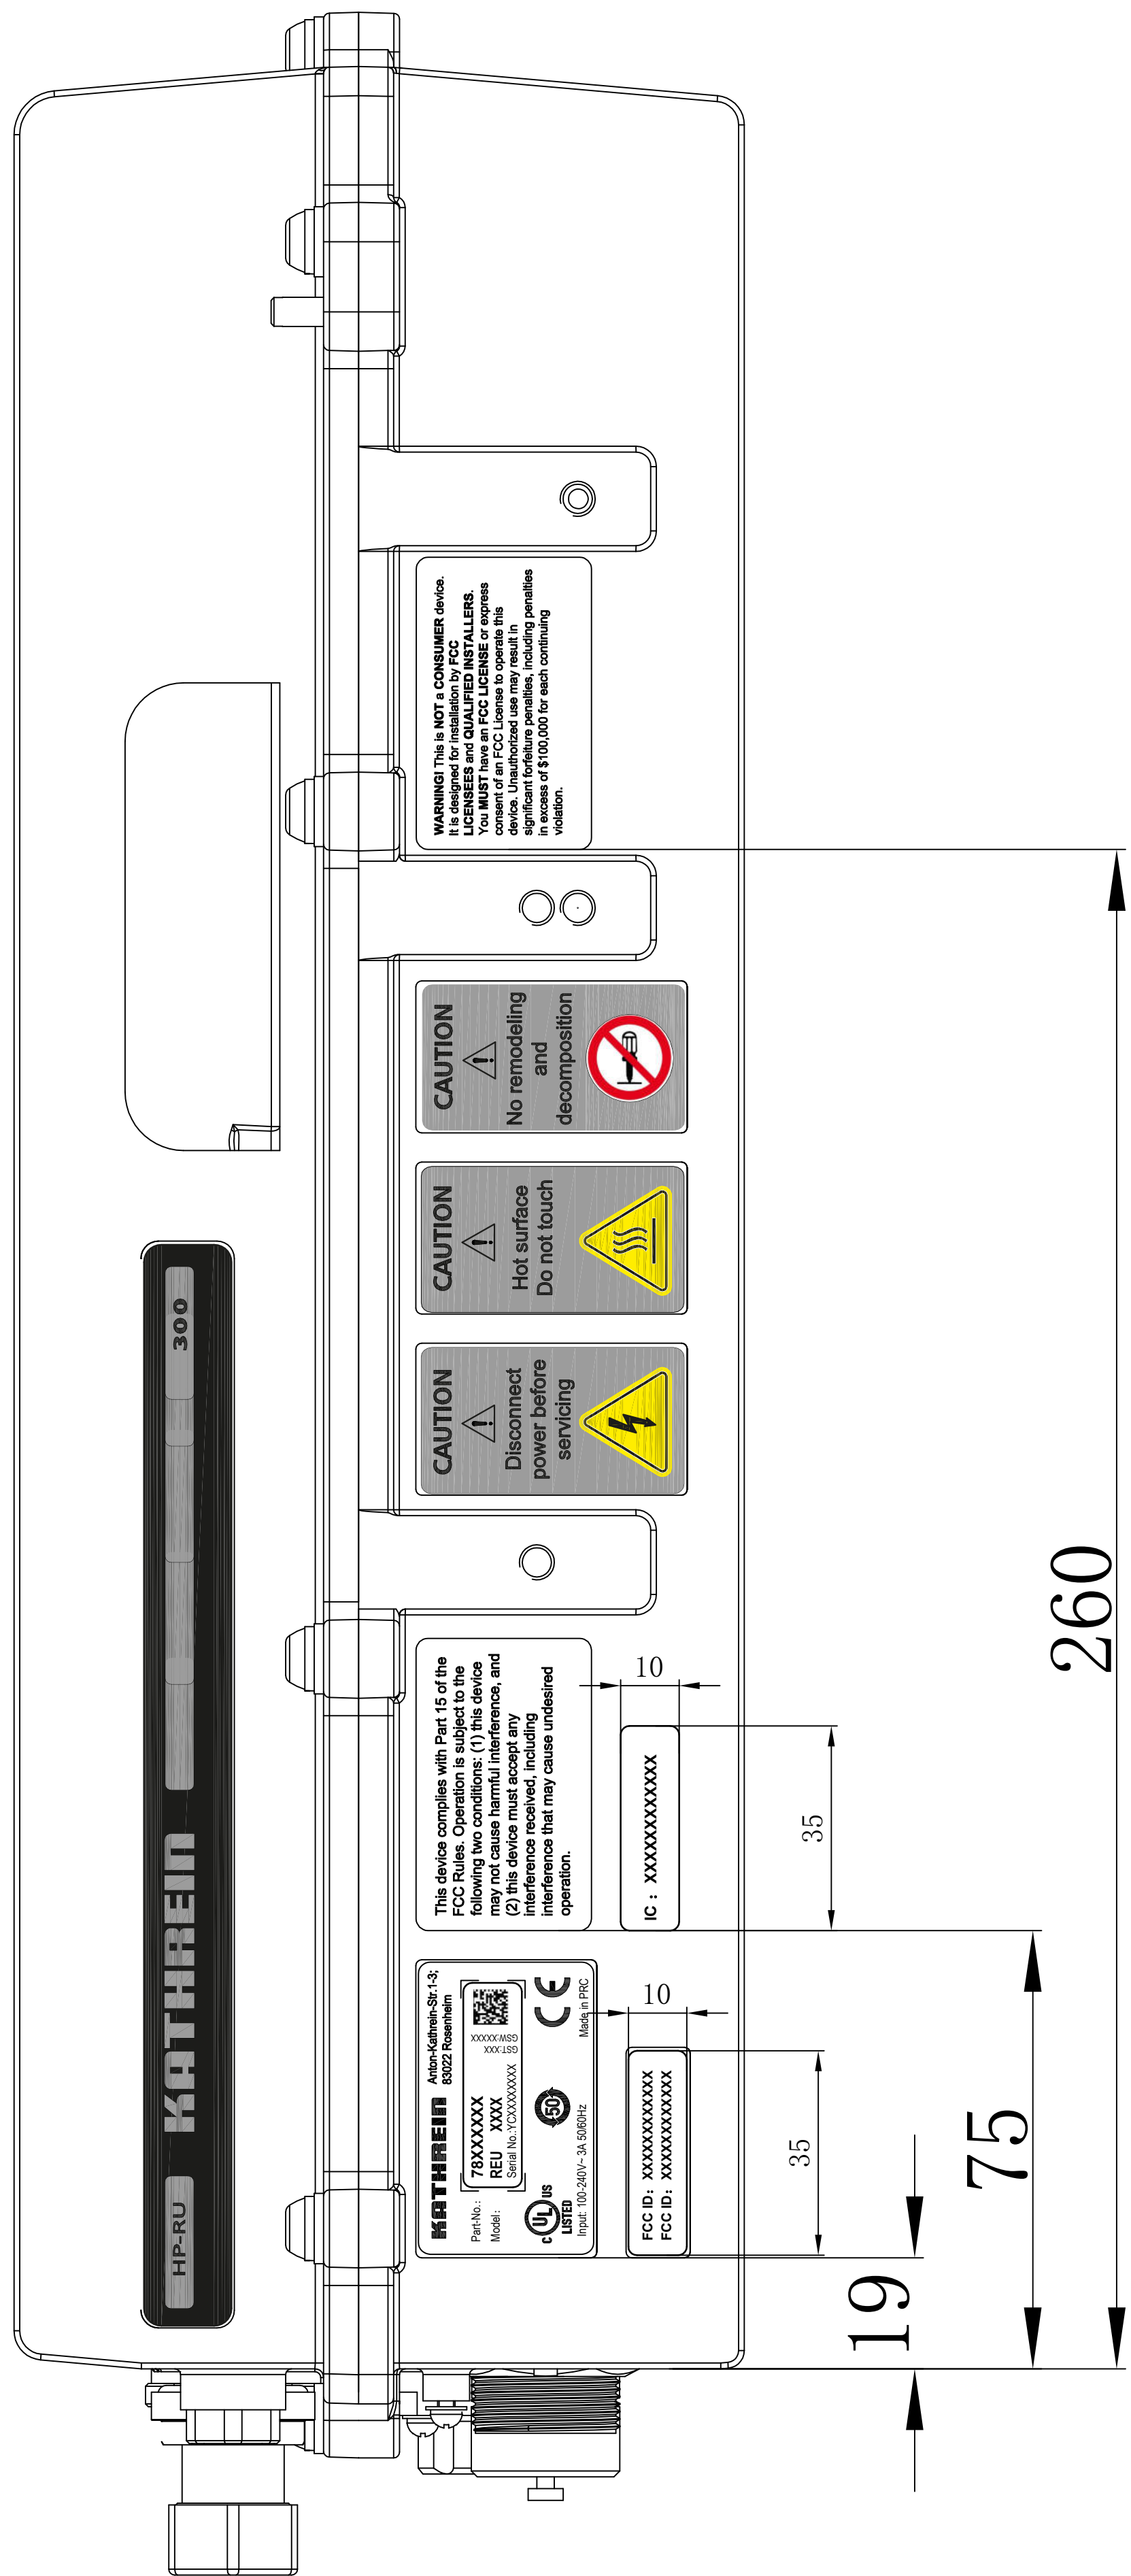 HP-RU
KATHREIN
300
KATHREIN
Anton-Kathrein-Str.1-3;
83022 Rosenheim
Part-No.:
78XXXXXXX
Model:
REU XXXX
Serial No.:YCXXXXXXXX
GST:XXX
GSW:XXXXX
C UL US
LISTED
50
CE
Input: 100-240V~ 3A 50/60Hz
Made in PRC
FCC ID: XXXXXXXXXXXX
FCC ID: XXXXXXXXXXXX
This device complies with Part 15 of the
FCC Rules. Operation is subject to the
following two conditions: (1) this device
may not cause harmful interference, and
(2) this device must accept any
interference received, including
interference that may cause undesired
operation.
IC : XXXXXXXXXXXX
CAUTION
Disconnect
power before
servicing
CAUTION
Hot surface
Do not touch
CAUTION
No remodeling
and
decomposition
WARNING! This is NOT a CONSUMER device.
It is designed for installation by FCC
LICENSEES and QUALIFIED INSTALLERS.
You MUST have an FCC LICENSE or express
consent of an FCC License to operate this
device. Unauthorized use may result in
significant forfeiture penalties, including penalties
in excess of $100,000 for each continuing
violation.
10
35
10
35
19
75
260